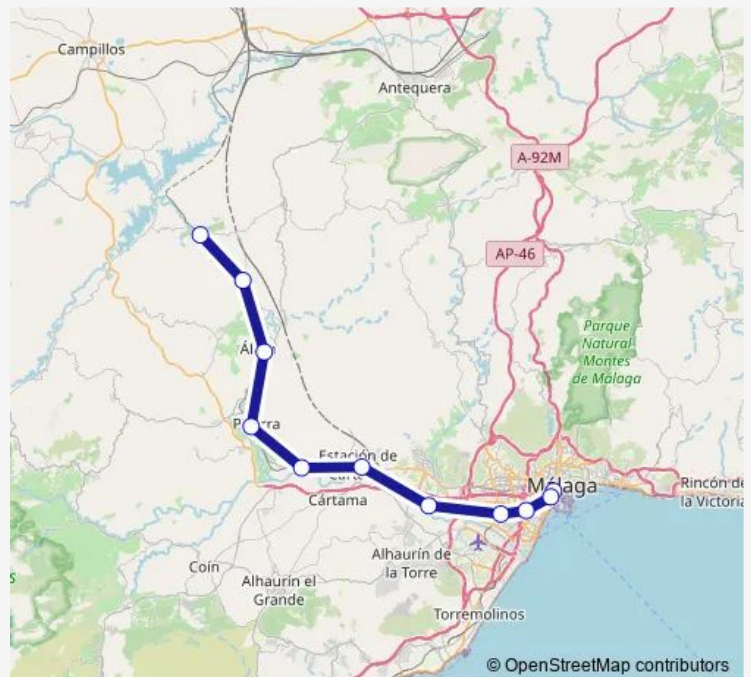 Campillos
Antequera
A-92M
AP-46
Parque
Natural
Montes
de Málaga
Estación de
Málaga
Rincón de
la Victoria
Cártama
Alhaurín de
la Torre
Coín
Alhaurín el
Grande
Torremolinos
© OpenStreetMap contributors